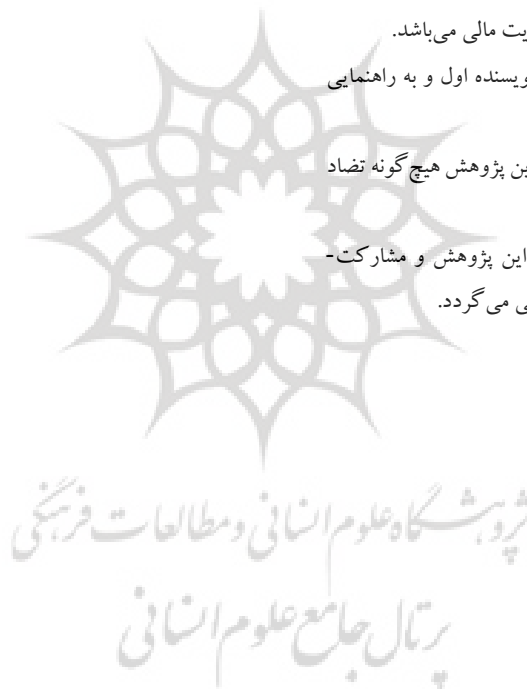 یت مالی می‌باشد.
ویسنده اول و به راهنمایی
ین پژوهش هیچ گونه تضاد
این پژوهش و مشارکت-
ی می گردد.
پژوهشگاه علوم انسانی و مطالعات فرهنگی
پرتال جامع علوم انسانی